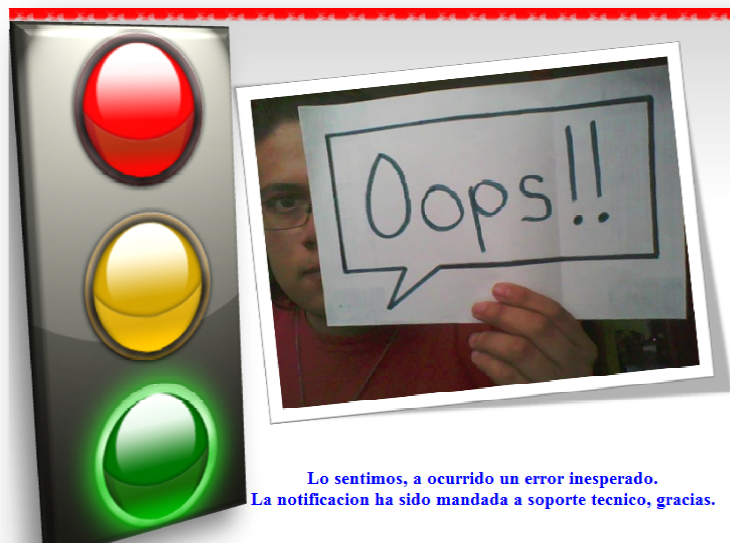 Oops!!
Lo sentimos, a ocurrido un error inesperado.
La notificacion ha sido mandada a soporte tecnico, gracias.